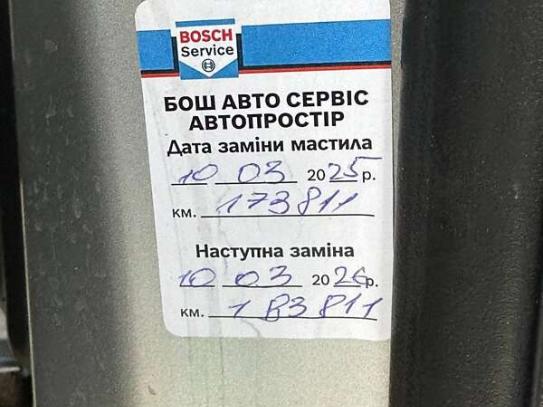 BOSCH
Service
БОШ АВТО СЕРВІС
АВТОПРОСТІР
Дата заміни мастила
10 03 2025р.
км. 173811
Наступна заміна
10 03 2026р.
км. 183811